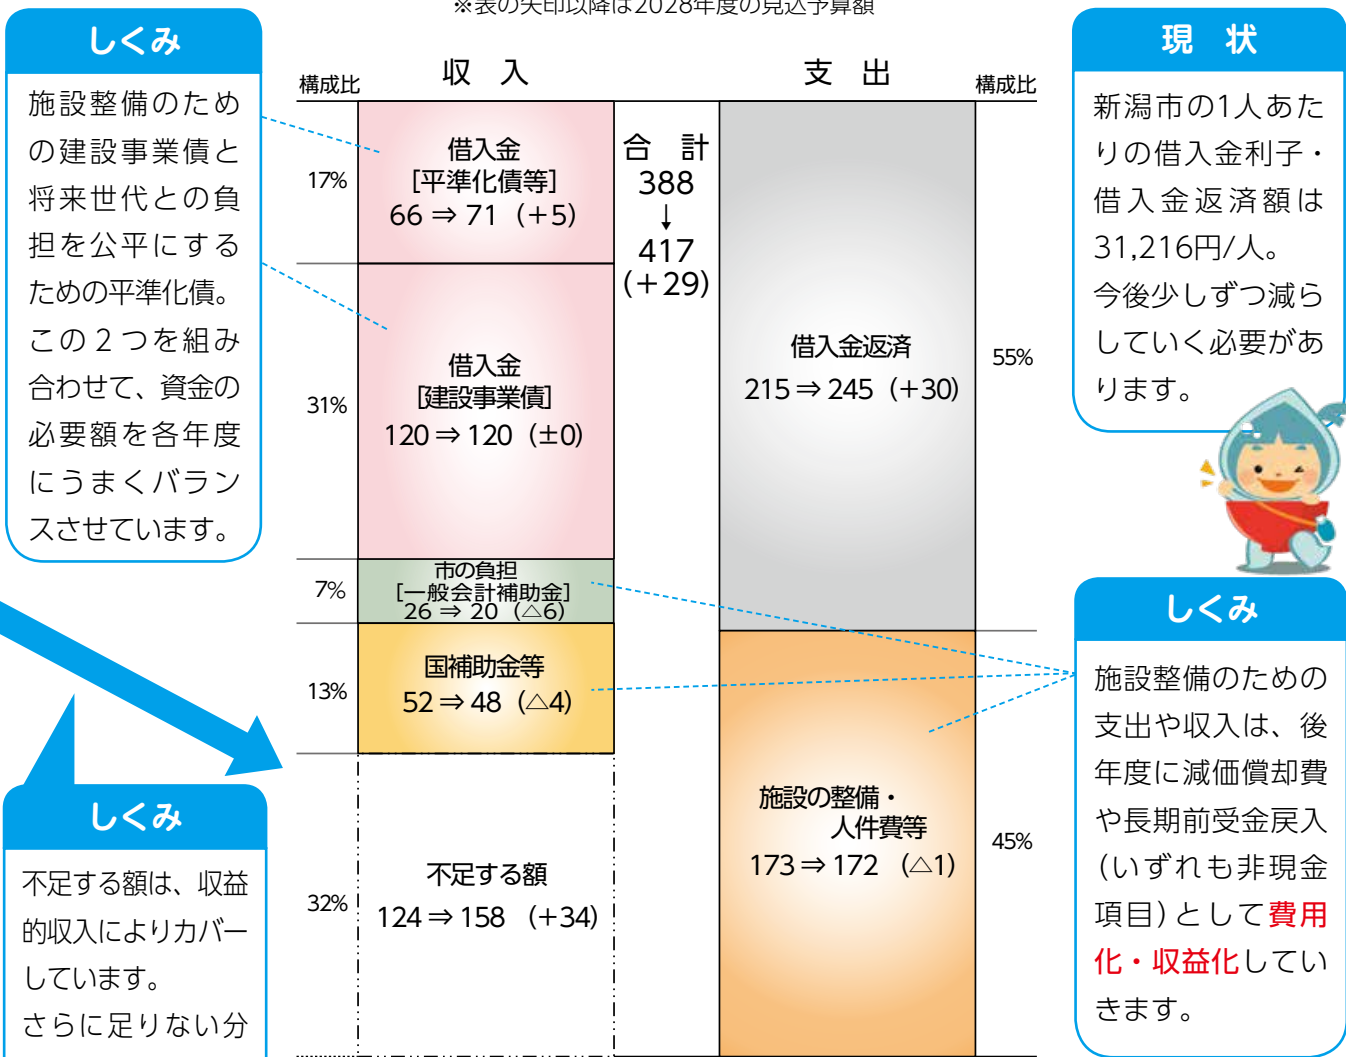 ※表の矢印以降は2028年度の見込予算額
しくみ
施設整備のため
の建設事業債と
将来世代との負
担を公平にする
ための平準化債。
この2つを組み
合わせて、資金の
必要額を各年度
にうまくバラン
スさせています。
構成比
収 入
支 出
構成比
17%
借入金
[平準化債等]
66 ⇒ 71 (+5)
合 計
388
↓
417
(+29)
31%
借入金
[建設事業債]
120 ⇒ 120 (±0)
7%
市の負担
[一般会計補助金]
26 ⇒ 20 (△6)
13%
国補助金等
52 ⇒ 48 (△4)
32%
不足する額
124 ⇒ 158 (+34)
借入金返済
215 ⇒ 245 (+30)
55%
施設の整備・
人件費等
173 ⇒ 172 (△1)
45%
現 状
新潟市の1人あた
りの借入金利子・
借入金返済額は
31,216円/人。
今後少しずつ減ら
していく必要があ
ります。
しくみ
施設整備のための
支出や収入は、後
年度に減価償却費
や長期前受金戻入
(いずれも非現金
項目)として費用
化・収益化してい
きます。
しくみ
不足する額は、収益
的収入によりカバー
しています。
さらに足りない分